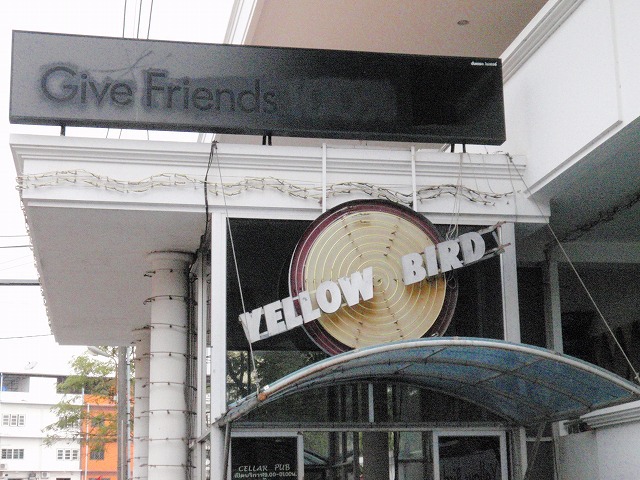 Give Friends
YELLOW BIRD
CELLAR PUB